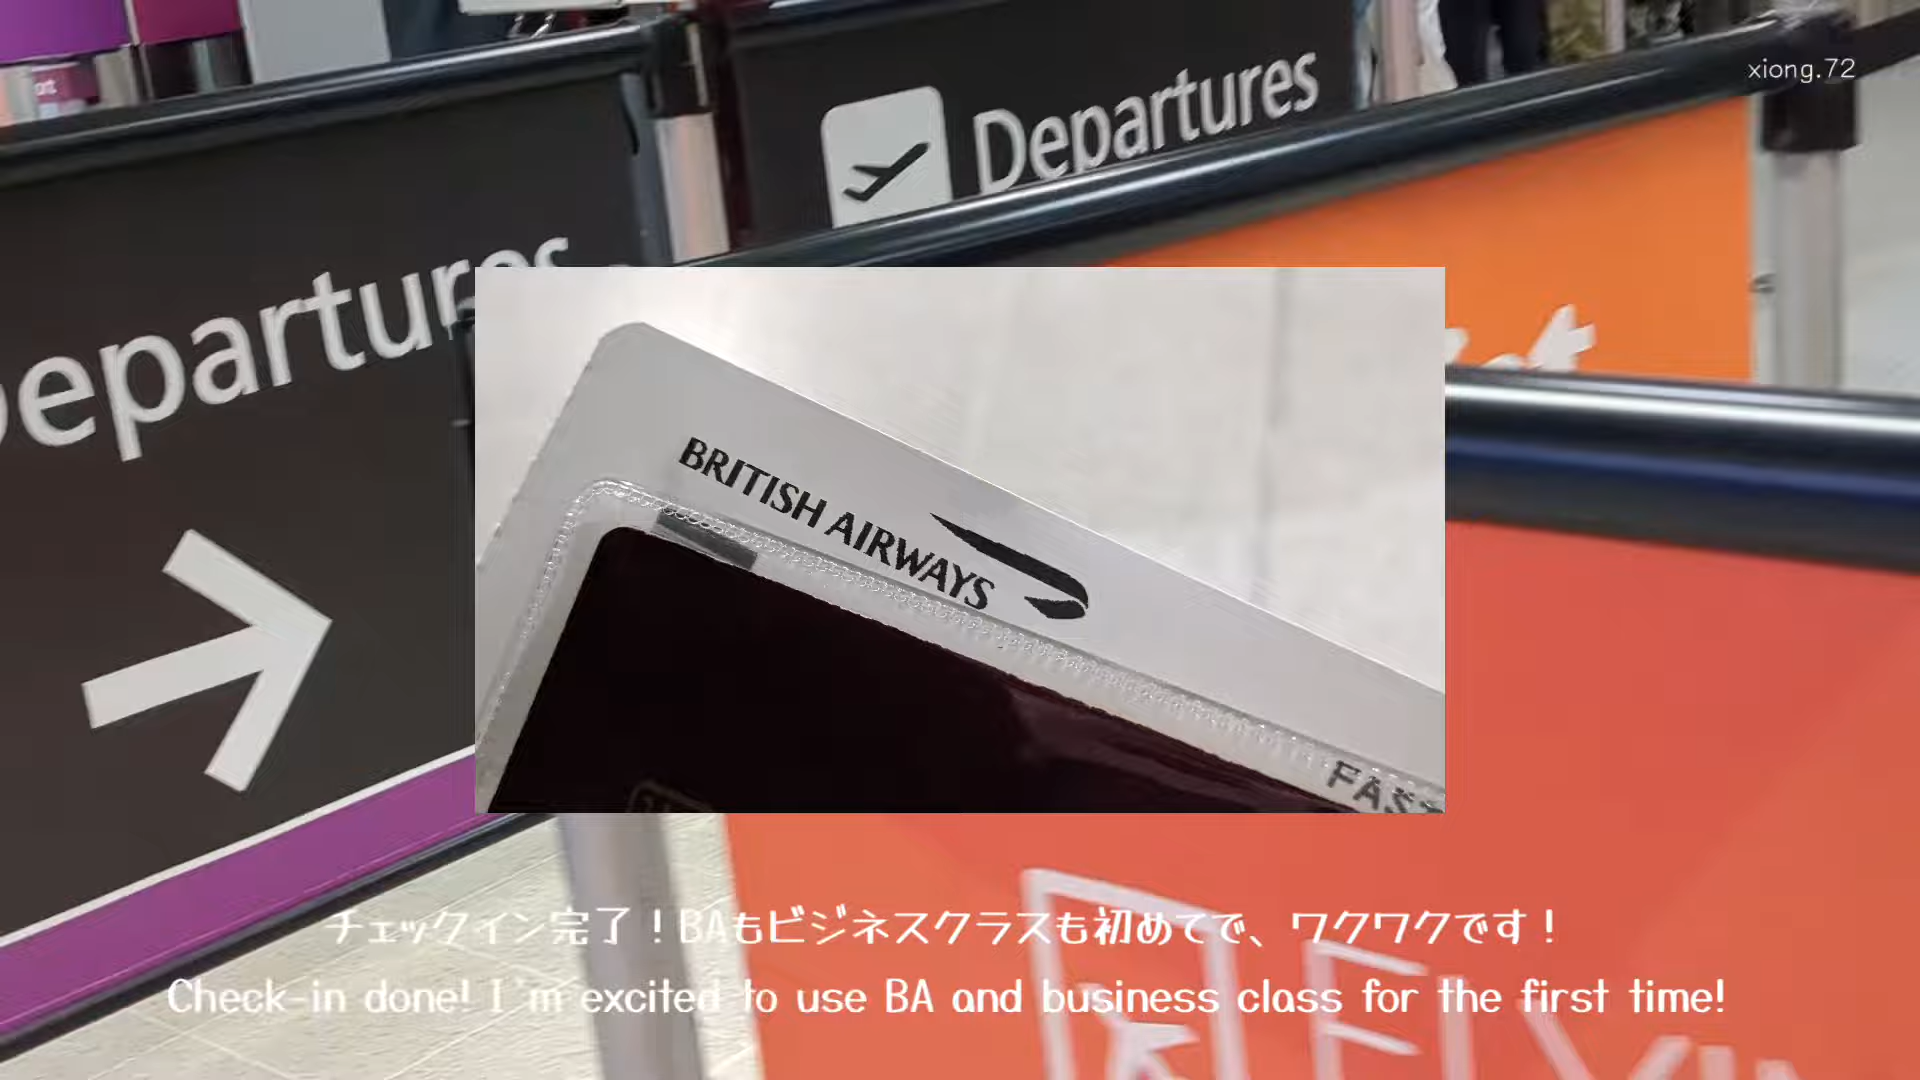 xiong.72
Departures
Departures
BRITISH AIRWAYS
チェックイン完了！BAもビジネスクラスも初めてで、ワクワクです！
Check-in done! I'm excited to use BA and business class for the first time!